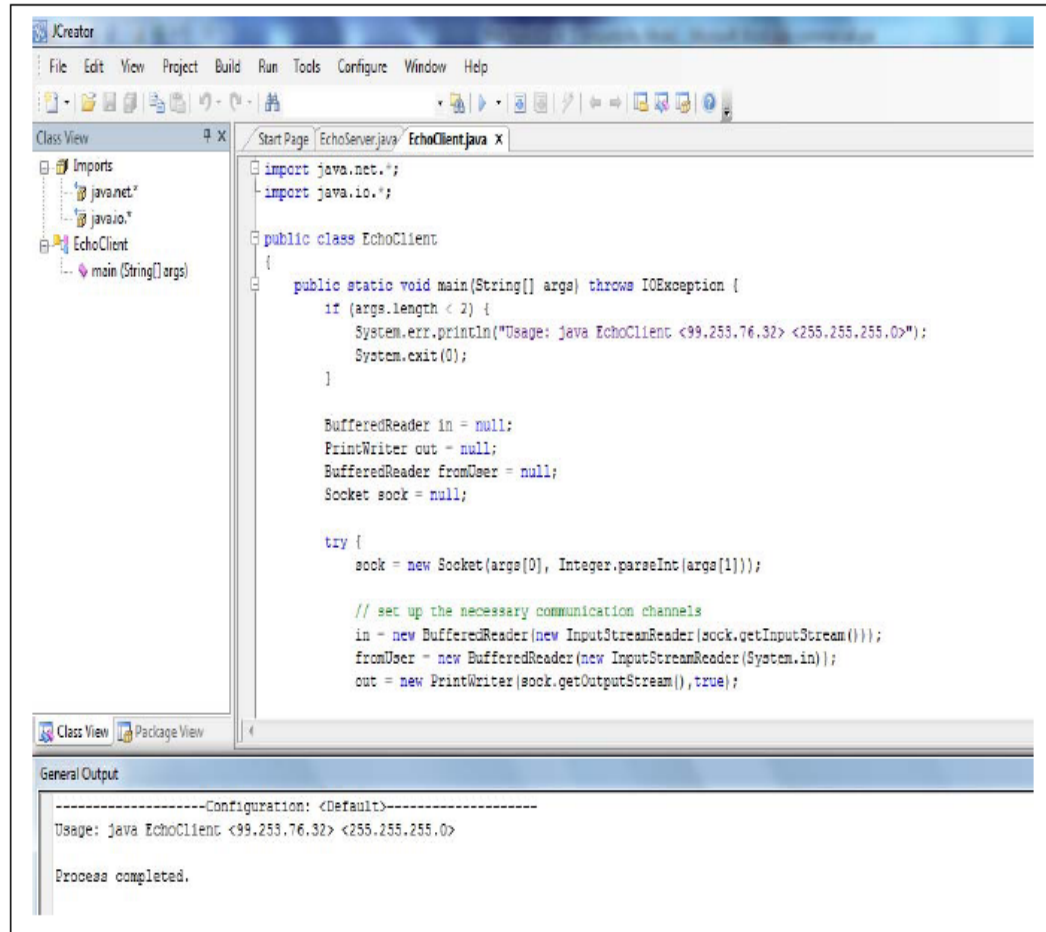 JCreator
File Edit View Project Build Run Tools Configure Window Help
Class View
Start Page EchoServer.java EchoClient.java X
Imports
java.net.*
java.io.*
EchoClient
main (String[] args)
import java.net.*;
import java.io.*;
public class EchoClient
{
public static void main(String[] args) throws IOException {
if (args.length < 2) {
System.err.println("Usage: java EchoClient <99.253.76.32> <255.255.255.0>");
System.exit(0);
}
BufferedReader in = null;
PrintWriter out = null;
BufferedReader fromUser = null;
Socket sock = null;
try {
sock = new Socket(args[0], Integer.parseInt(args[1]));
// set up the necessary communication channels
in = new BufferedReader(new InputStreamReader(sock.getInputStream()));
fromUser = new BufferedReader(new InputStreamReader(System.in));
out = new PrintWriter(sock.getOutputStream(),true);
Class View Package View
General Output
--------------------Configuration: <Default>--------------------
Usage: java EchoClient <99.253.76.32> <255.255.255.0>
Process completed.